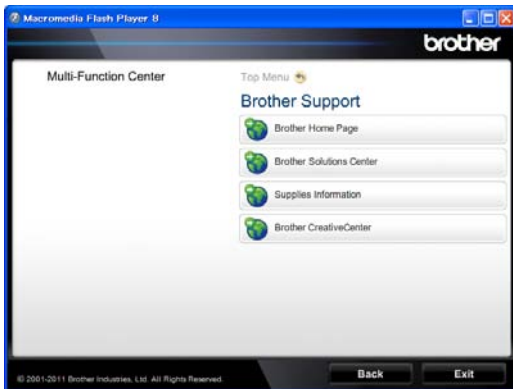 Macromedia Flash Player 8
brother
Multi-Function Center
Top Menu
Brother Support
Brother Home Page
Brother Solutions Center
Supplies Information
Brother CreativeCenter
© 2001-2011 Brother Industries, Ltd. All Rights Reserved.
Back
Exit